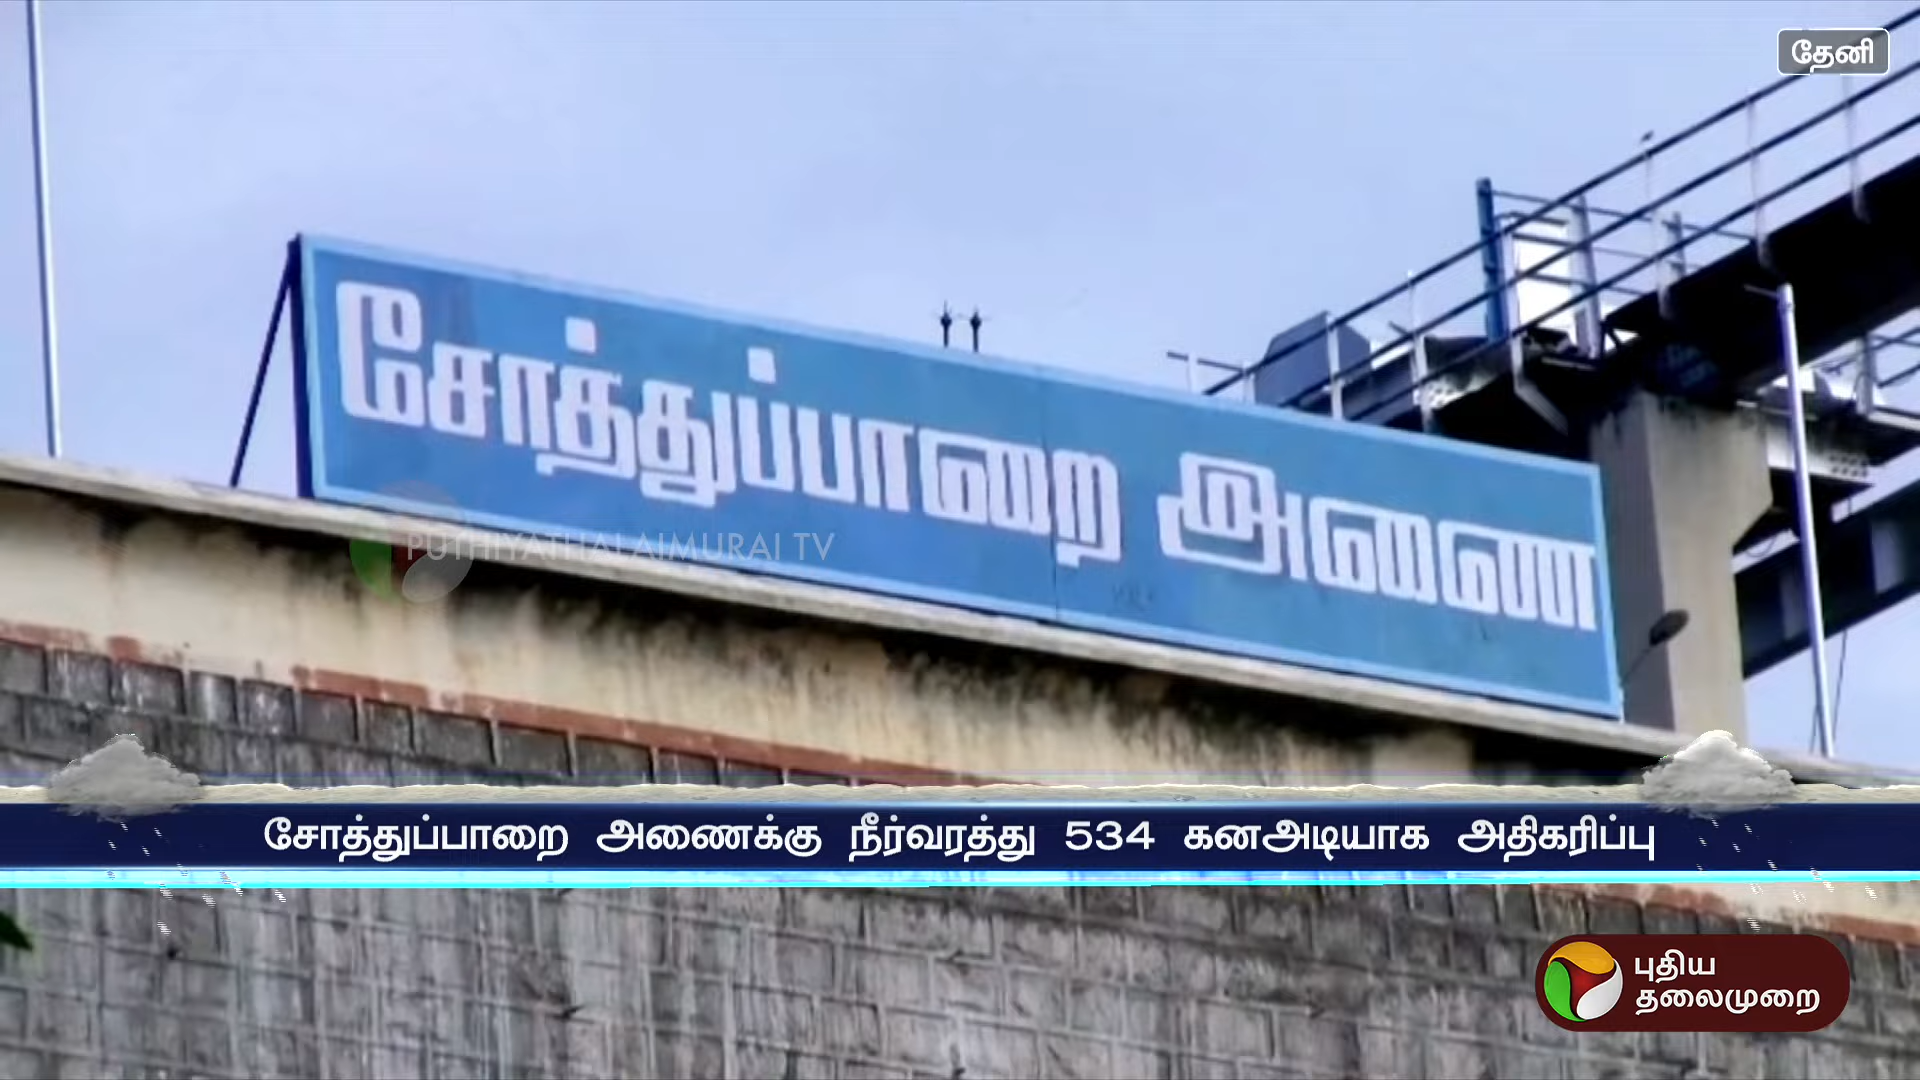 தேனி
சோத்துப்பாறை அணை
PUTHIYATHALAIMURAI TV
சோத்துப்பாறை அணைக்கு நீர்வரத்து 534 கனஅடியாக அதிகரிப்பு
புதிய
தலைமுறை